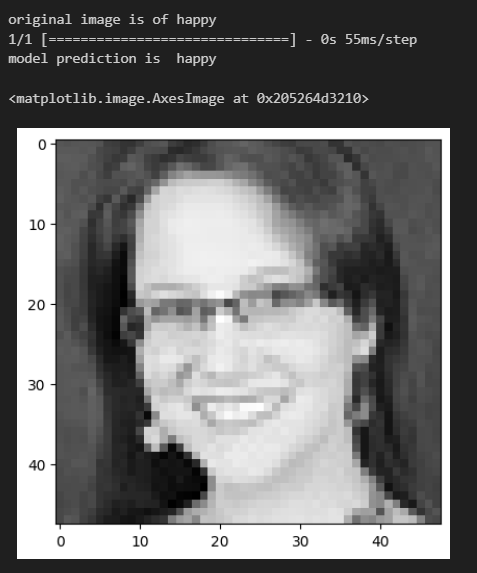 original image is of happy
1/1 [==============================] - 0s 55ms/step
model prediction is  happy
<matplotlib.image.AxesImage at 0x205264d3210>
0
10
20
30
40
0 10 20 30 40